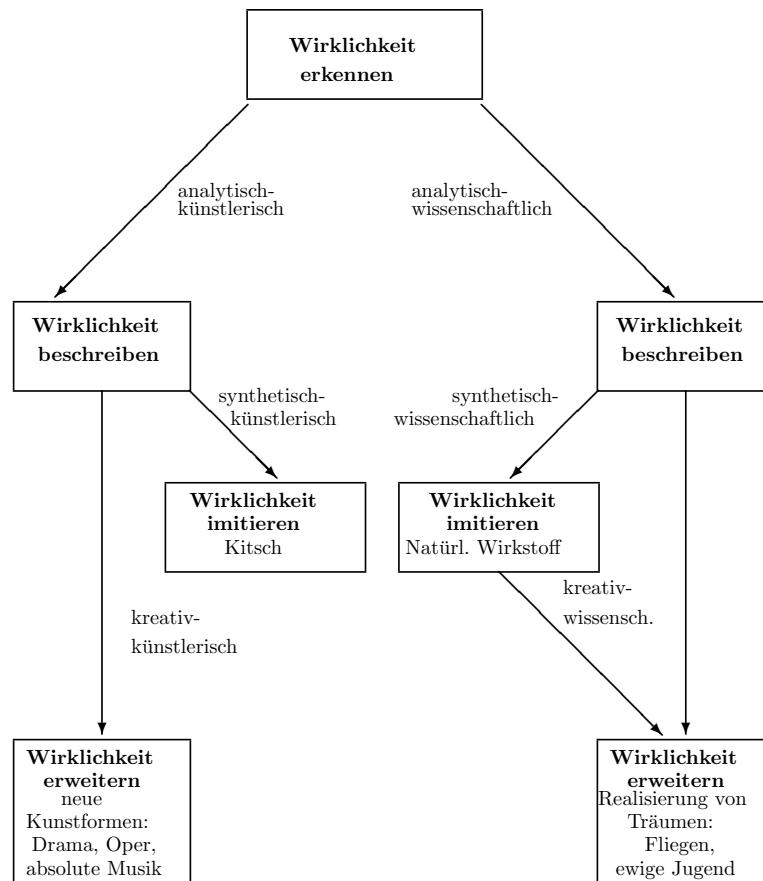 Wirklichkeit
erkennen
analytisch-
künstlerisch
analytisch-
wissenschaftlich
Wirklichkeit
beschreiben
Wirklichkeit
beschreiben
synthetisch-
künstlerisch
synthetisch-
wissenschaftlich
Wirklichkeit
imitieren
Kitsch
Wirklichkeit
imitieren
Natürl. Wirkstoff
kreativ-
künstlerisch
kreativ-
wissensch.
Wirklichkeit
erweitern
neue
Kunstformen:
Drama, Oper,
absolute Musik
Wirklichkeit
erweitern
Realisierung von
Träumen:
Fliegen,
ewige Jugend